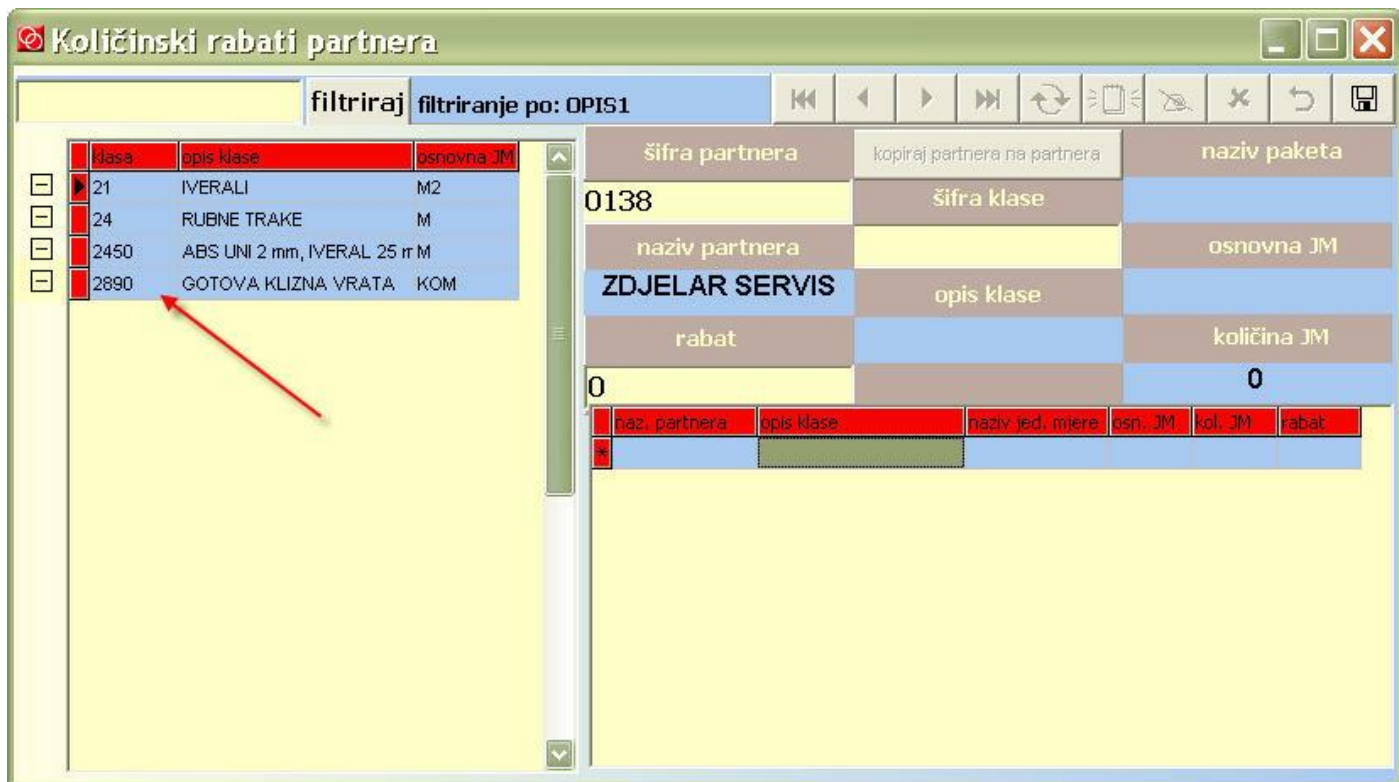 Količinski rabati partnera
filtriraj filtriranje po: OPIS1
klasa opis klase osnovna JM
21 IVERALI M2
24 RUBNE TRAKE M
2450 ABS UNI 2 mm, IVERAL 25 M
2890 GOTOVA KLIZNA VRATA KOM
šifra partnera kopiraj partnera na partnera naziv paketa
0138 šifra klase
naziv partnera osnovna JM
ZDJELAR SERVIS opis klase
rabat količina JM
0 0
naz. partnera opis klase naziv jed. mjere osn. JM kol. JM rabat
*